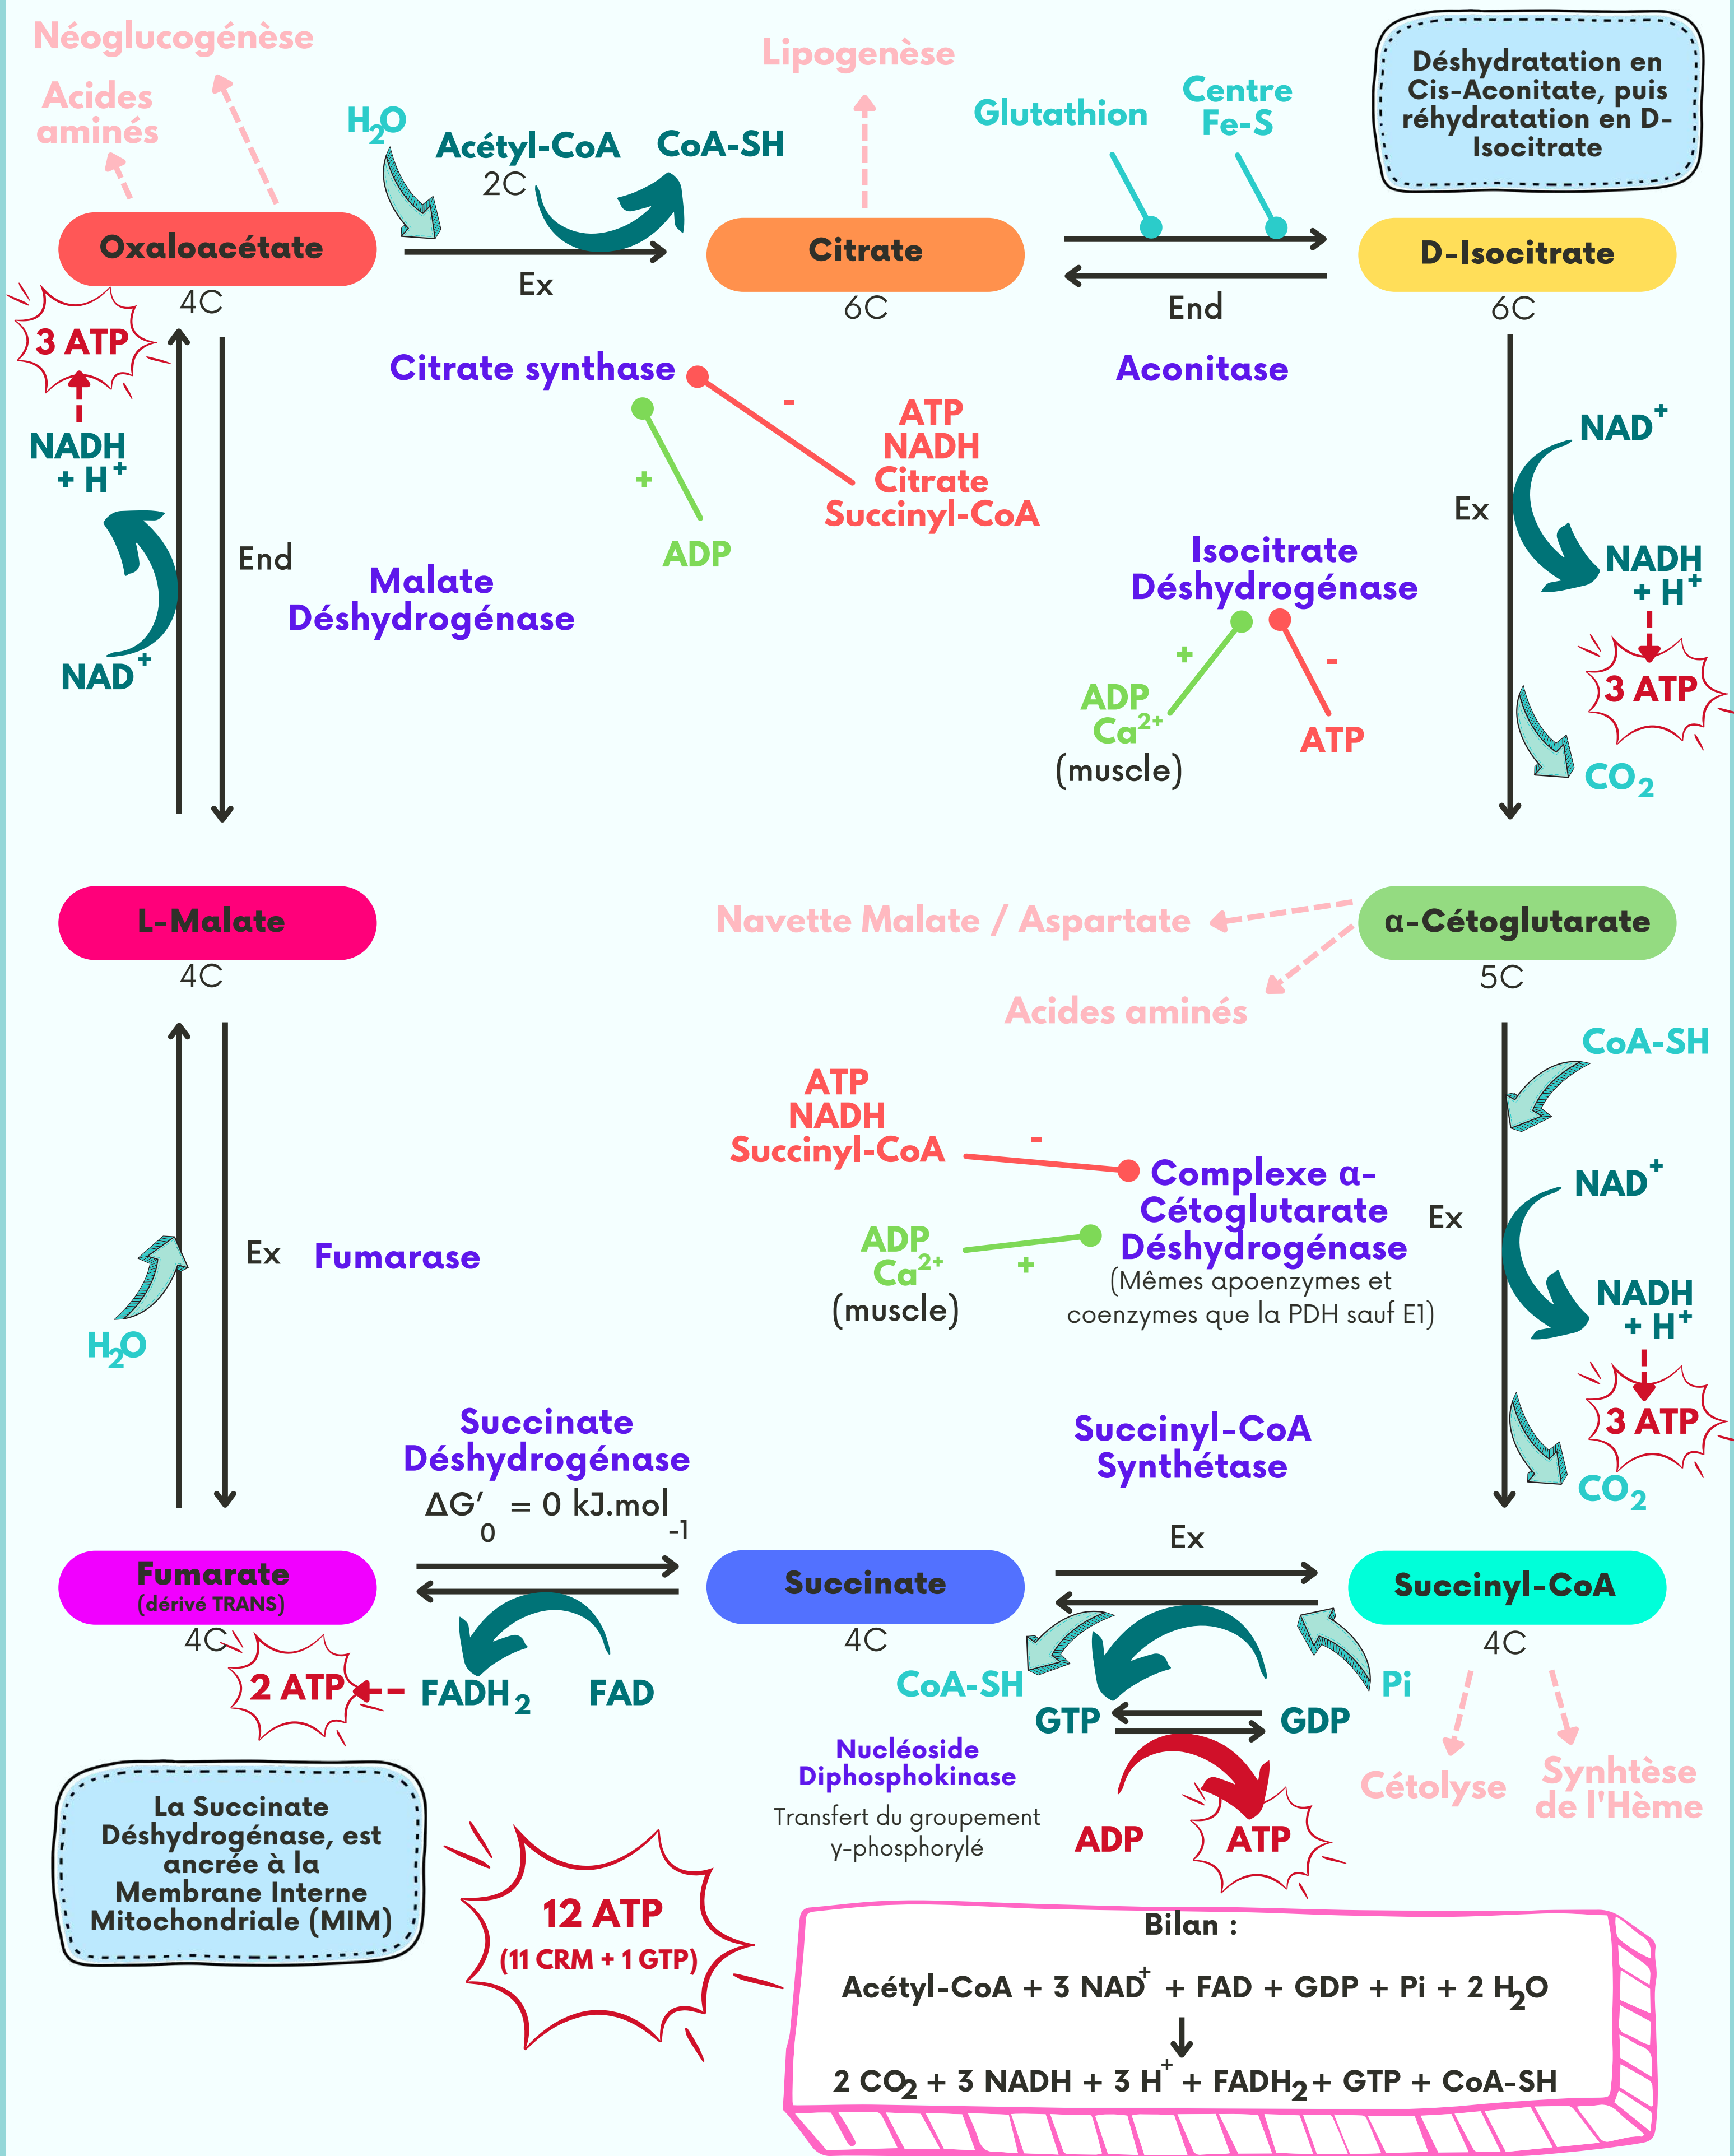 Néoglucogénèse
Acides
aminés
H2O
Acétyl-CoA
2C
CoA-SH
Lipogenèse
Glutathion
Centre
Fe-S
Déshydratation en
Cis-Aconitate, puis
réhydratation en D-
Isocitrate
Oxaloacétate
4C
Ex
Citrate
6C
End
D-Isocitrate
6C
3 ATP
NADH
+ H+
NAD+
End
Malate
Déshydrogénase
Citrate synthase
-
ATP
NADH
Citrate
Succinyl-CoA
+
ADP
Aconitase
Isocitrate
Déshydrogénase
+
-
ADP
Ca2+
(muscle)
ATP
Ex
NAD+
NADH
+ H+
3 ATP
CO2
L-Malate
4C
Navette Malate / Aspartate
Acides aminés
α-Cétoglutarate
5C
CoA-SH
ATP
NADH
Succinyl-CoA
-
ADP
Ca2+
(muscle)
+
Complexe α-
Cétoglutarate
Déshydrogénase
(Mêmes apoenzymes et
coenzymes que la PDH sauf E1)
Ex
NAD+
NADH
+ H+
3 ATP
CO2
Ex
Fumarase
H2O
Succinate
Déshydrogénase
ΔG'0 = 0 kJ.mol-1
Succinyl-CoA
Synthétase
Ex
Fumarate
(dérivé TRANS)
4C
Succinate
4C
Succinyl-CoA
4C
2 ATP
FADH2
FAD
CoA-SH
Pi
GTP
GDP
Nucléoside
Diphosphokinase
Transfert du groupement
γ-phosphorylé
ADP
ATP
Cétolyse
Synhtèse
de l'Hème
La Succinate
Déshydrogénase, est
ancrée à la
Membrane Interne
Mitochondriale (MIM)
12 ATP
(11 CRM + 1 GTP)
Bilan :
Acétyl-CoA + 3 NAD+ + FAD + GDP + Pi + 2 H2O
2 CO2 + 3 NADH + 3 H+ + FADH2 + GTP + CoA-SH